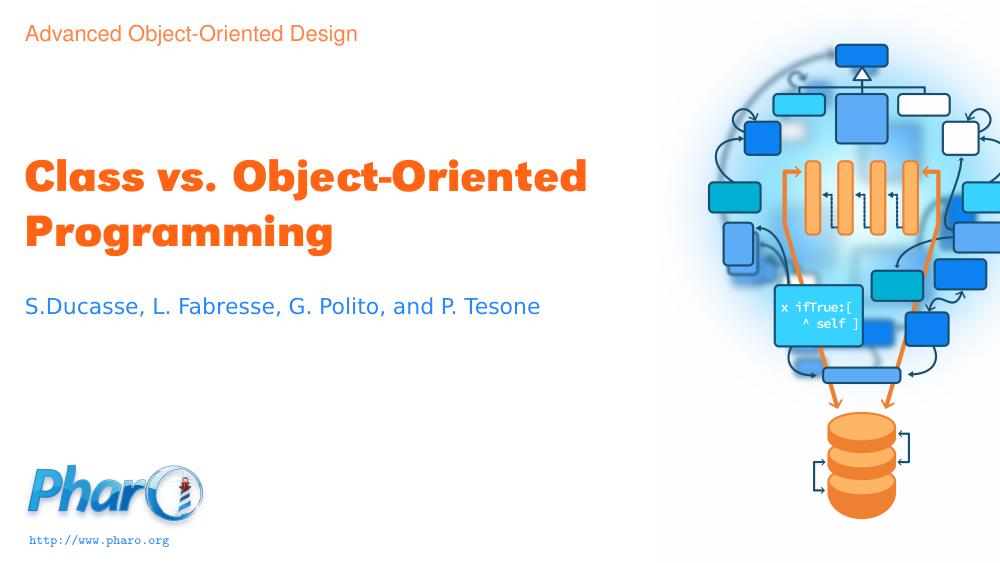 Advanced Object-Oriented Design
Class vs. Object-Oriented
Programming
S.Ducasse, L. Fabresse, G. Polito, and P. Tesone
x ifTrue:[
^ self ]
Pharo
http://www.pharo.org